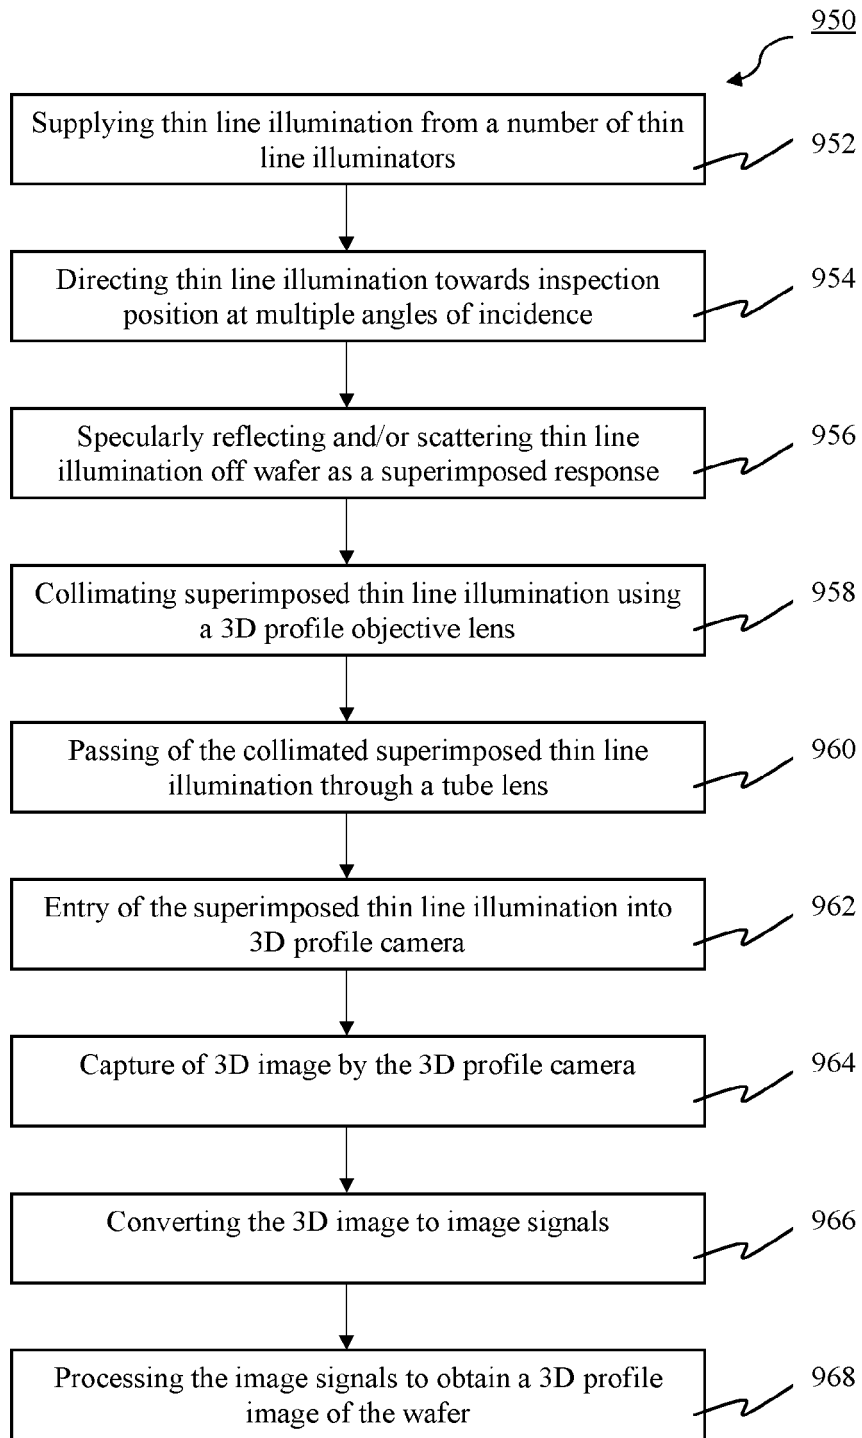 950
Supplying thin line illumination from a number of thin
line illuminators
952
Directing thin line illumination towards inspection
position at multiple angles of incidence
954
Specularly reflecting and/or scattering thin line
illumination off wafer as a superimposed response
956
Collimating superimposed thin line illumination using
a 3D profile objective lens
958
Passing of the collimated superimposed thin line
illumination through a tube lens
960
Entry of the superimposed thin line illumination into
3D profile camera
962
Capture of 3D image by the 3D profile camera
964
Converting the 3D image to image signals
966
Processing the image signals to obtain a 3D profile
image of the wafer
968